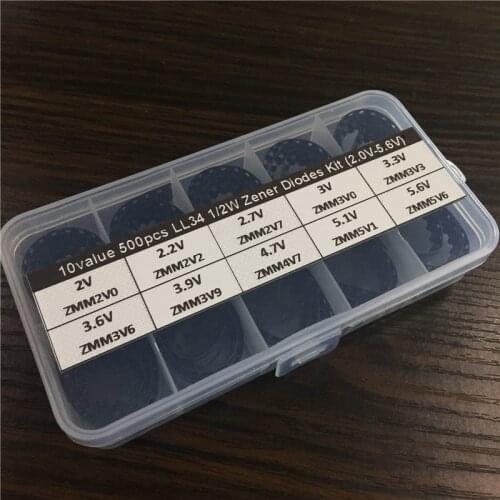 10value 500pcs LL34 1/2W Zener Diodes Kit (2.0V-5.6V)
2V 2.2V 2.7V 3V 3.3V
ZMM2V0 ZMM2V2 ZMM2V7 ZMM3V0 ZMM3V3
3.6V 3.9V 4.7V 5.1V 5.6V
ZMM3V6 ZMM3V9 ZMM4V7 ZMM5V1 ZMM5V6